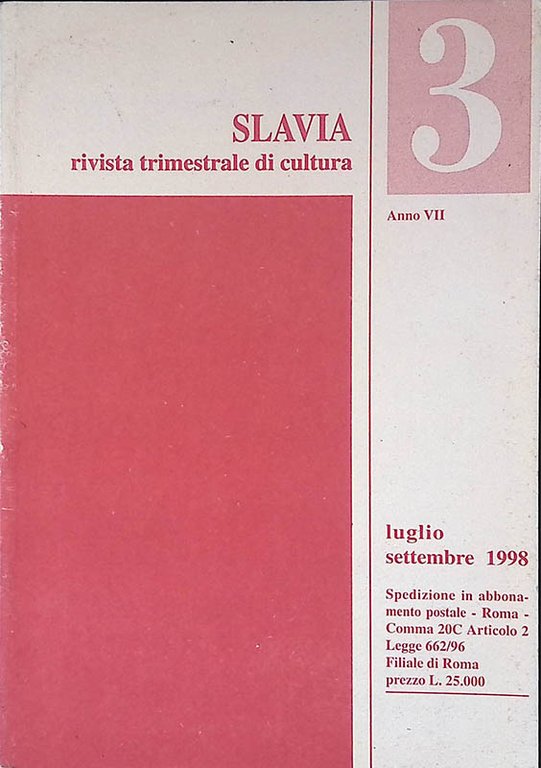 SLAVIA
rivista trimestrale di cultura
3
Anno VII
luglio
settembre 1998
Spedizione in abbona-
mento postale - Roma -
Comma 20C Articolo 2
Legge 662/96
Filiale di Roma
prezzo L. 25.000